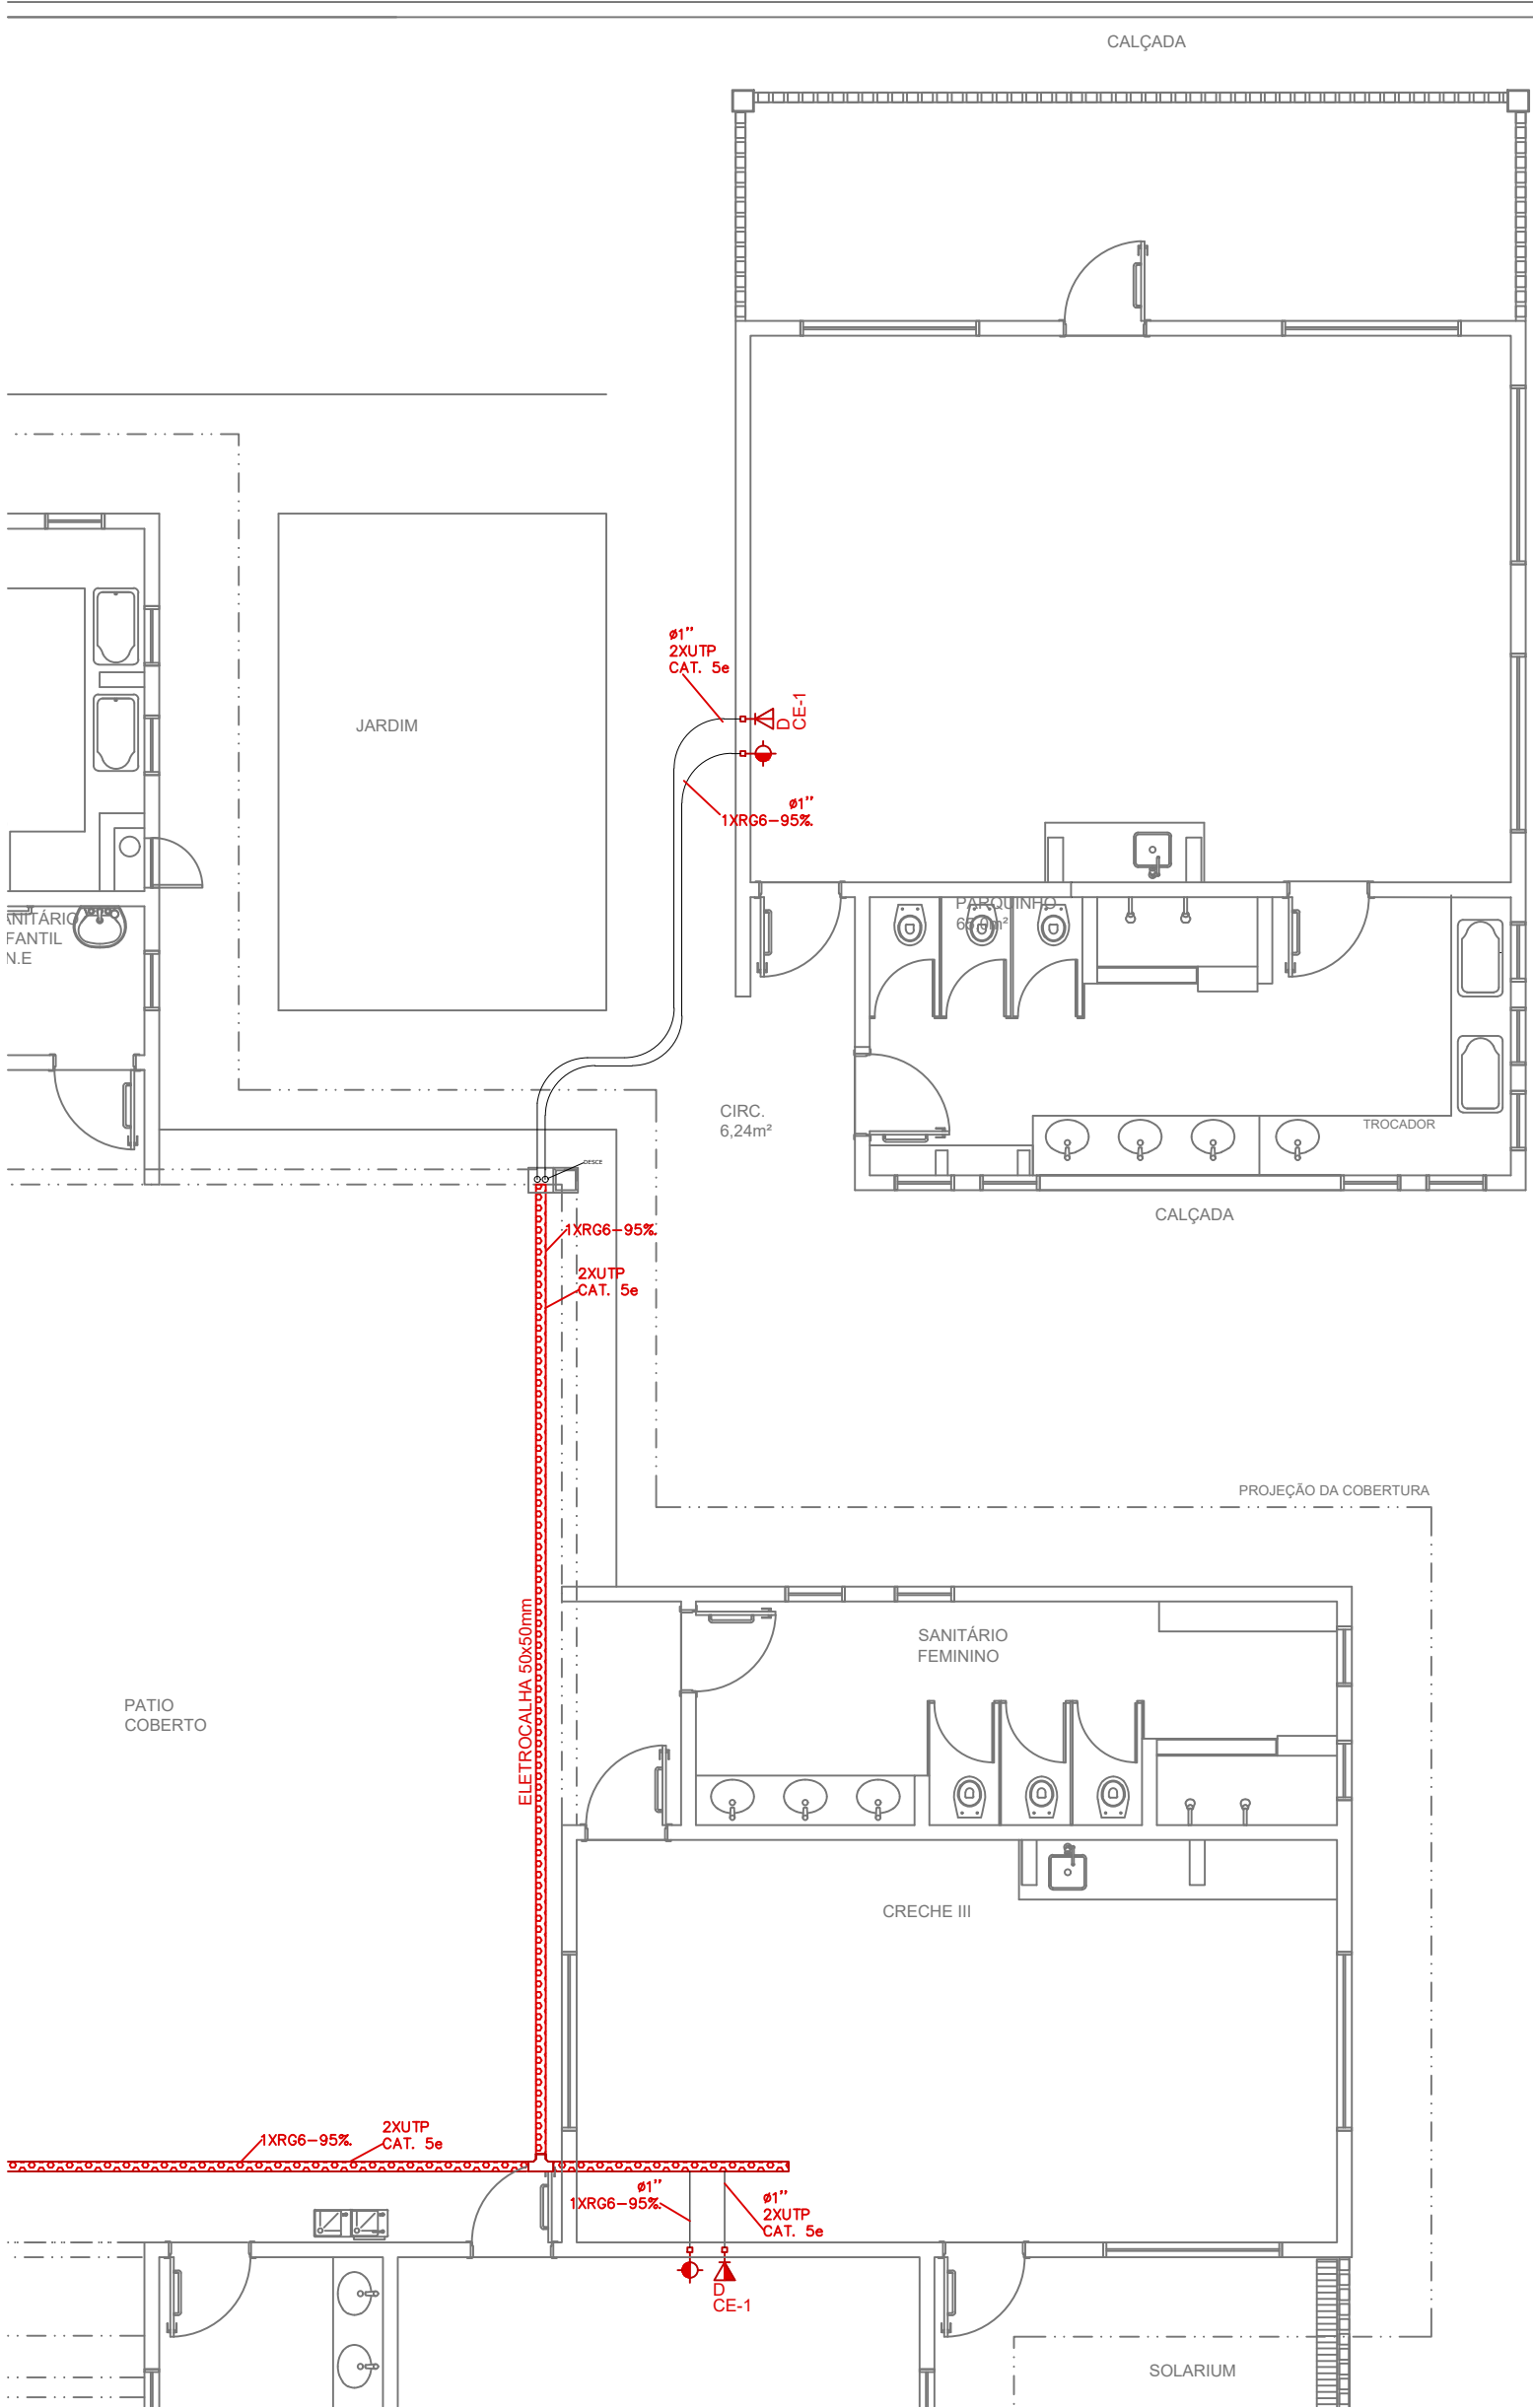 CALÇADA
ø1"
2XUTP
CAT. 5e
D
CE-1
JARDIM
ø1"
1XRG6-95%.
PARQUINHO
65,0m²
ANITÁRIO
FANTIL
N.E
CIRC.
6,24m²
TROCADOR
DESCE
CALÇADA
1XRG6-95%.
2XUTP
CAT. 5e
PROJEÇÃO DA COBERTURA
ELETROCALHA 50x50mm
SANITÁRIO
FEMININO
PATIO
COBERTO
CRECHE III
1XRG6-95%.
2XUTP
CAT. 5e
ø1"
1XRG6-95%.
ø1"
2XUTP
CAT. 5e
D
CE-1
SOLARIUM